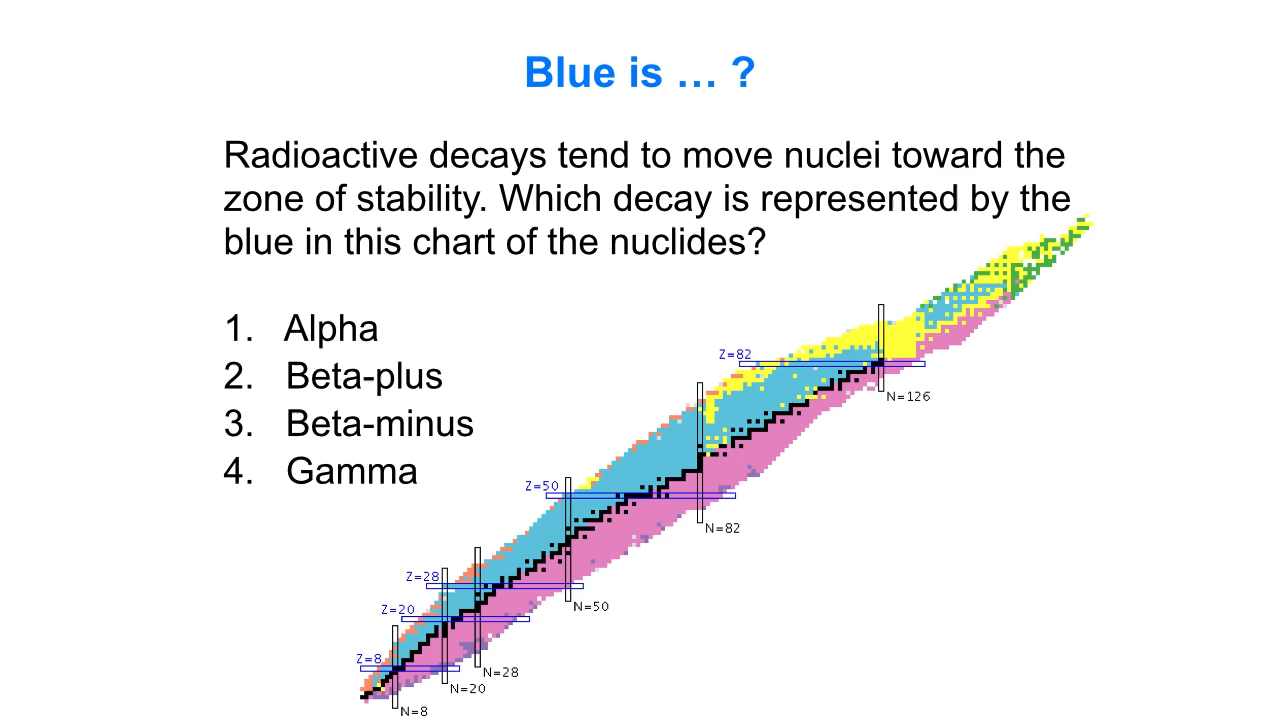 Blue is … ?
Radioactive decays tend to move nuclei toward the
zone of stability. Which decay is represented by the
blue in this chart of the nuclides?
1. Alpha
2. Beta-plus
3. Beta-minus
4. Gamma
Z=82
N=126
Z=50
N=82
Z=28
N=50
Z=20
Z=8
N=28
N=20
N=8